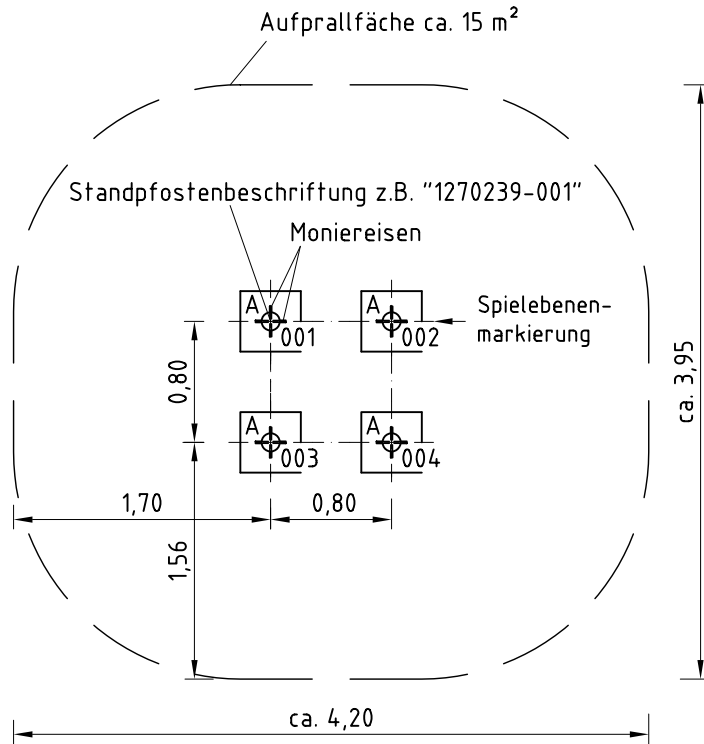 Aufprallfäche ca. 15 m²
Standpfostenbeschriftung z.B. "1270239-001"
Moniereisen
A
001
A
002
Spielebenen-
markierung
0,80
ca. 3,95
A
003
A
004
1,70
0,80
1,56
ca. 4,20